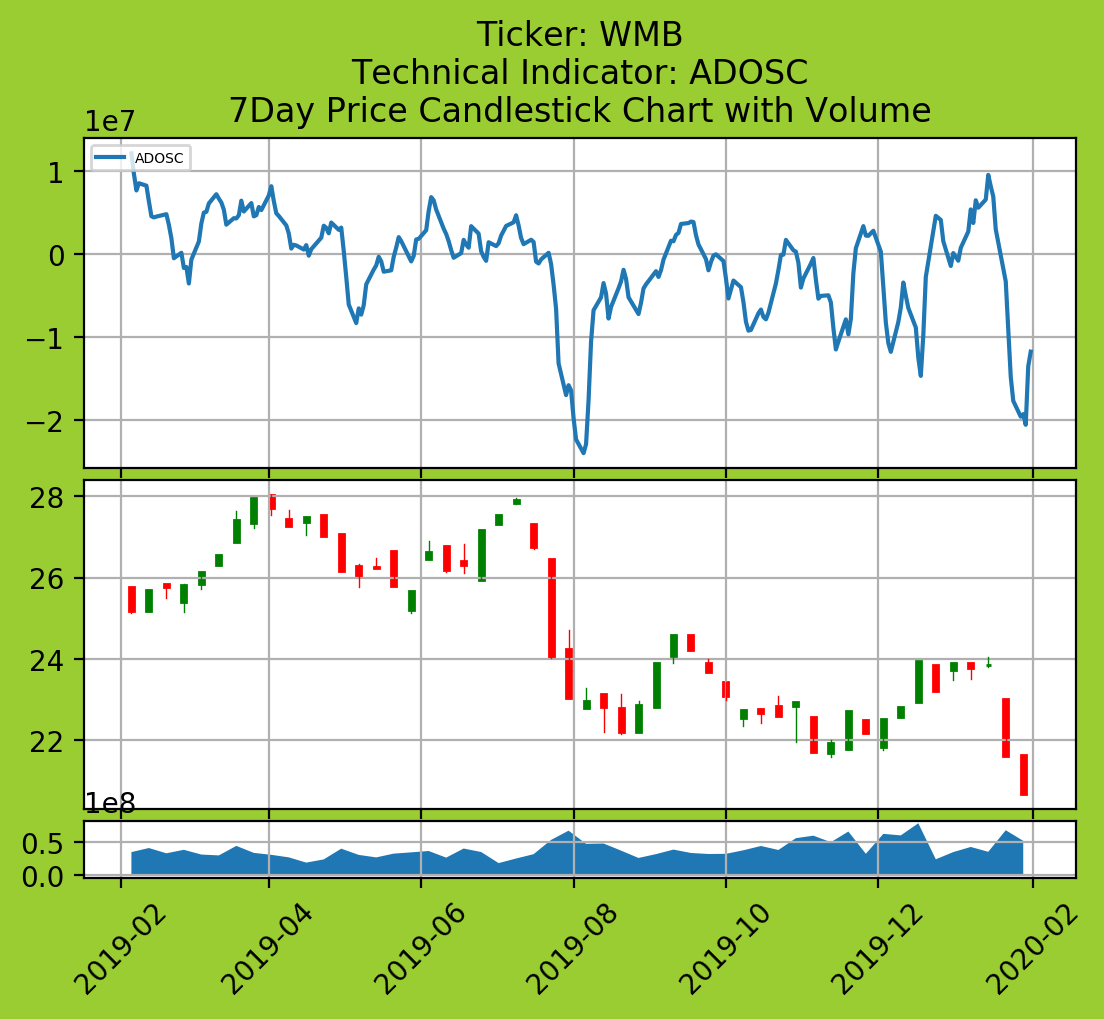 Ticker: WMB
Technical Indicator: ADOSC
7Day Price Candlestick Chart with Volume
1e7
ADOSC
1
0
−1
−2
28
26
24
22
1e8
0.5
0.0
2019-02
2019-04
2019-06
2019-08
2019-10
2019-12
2020-02